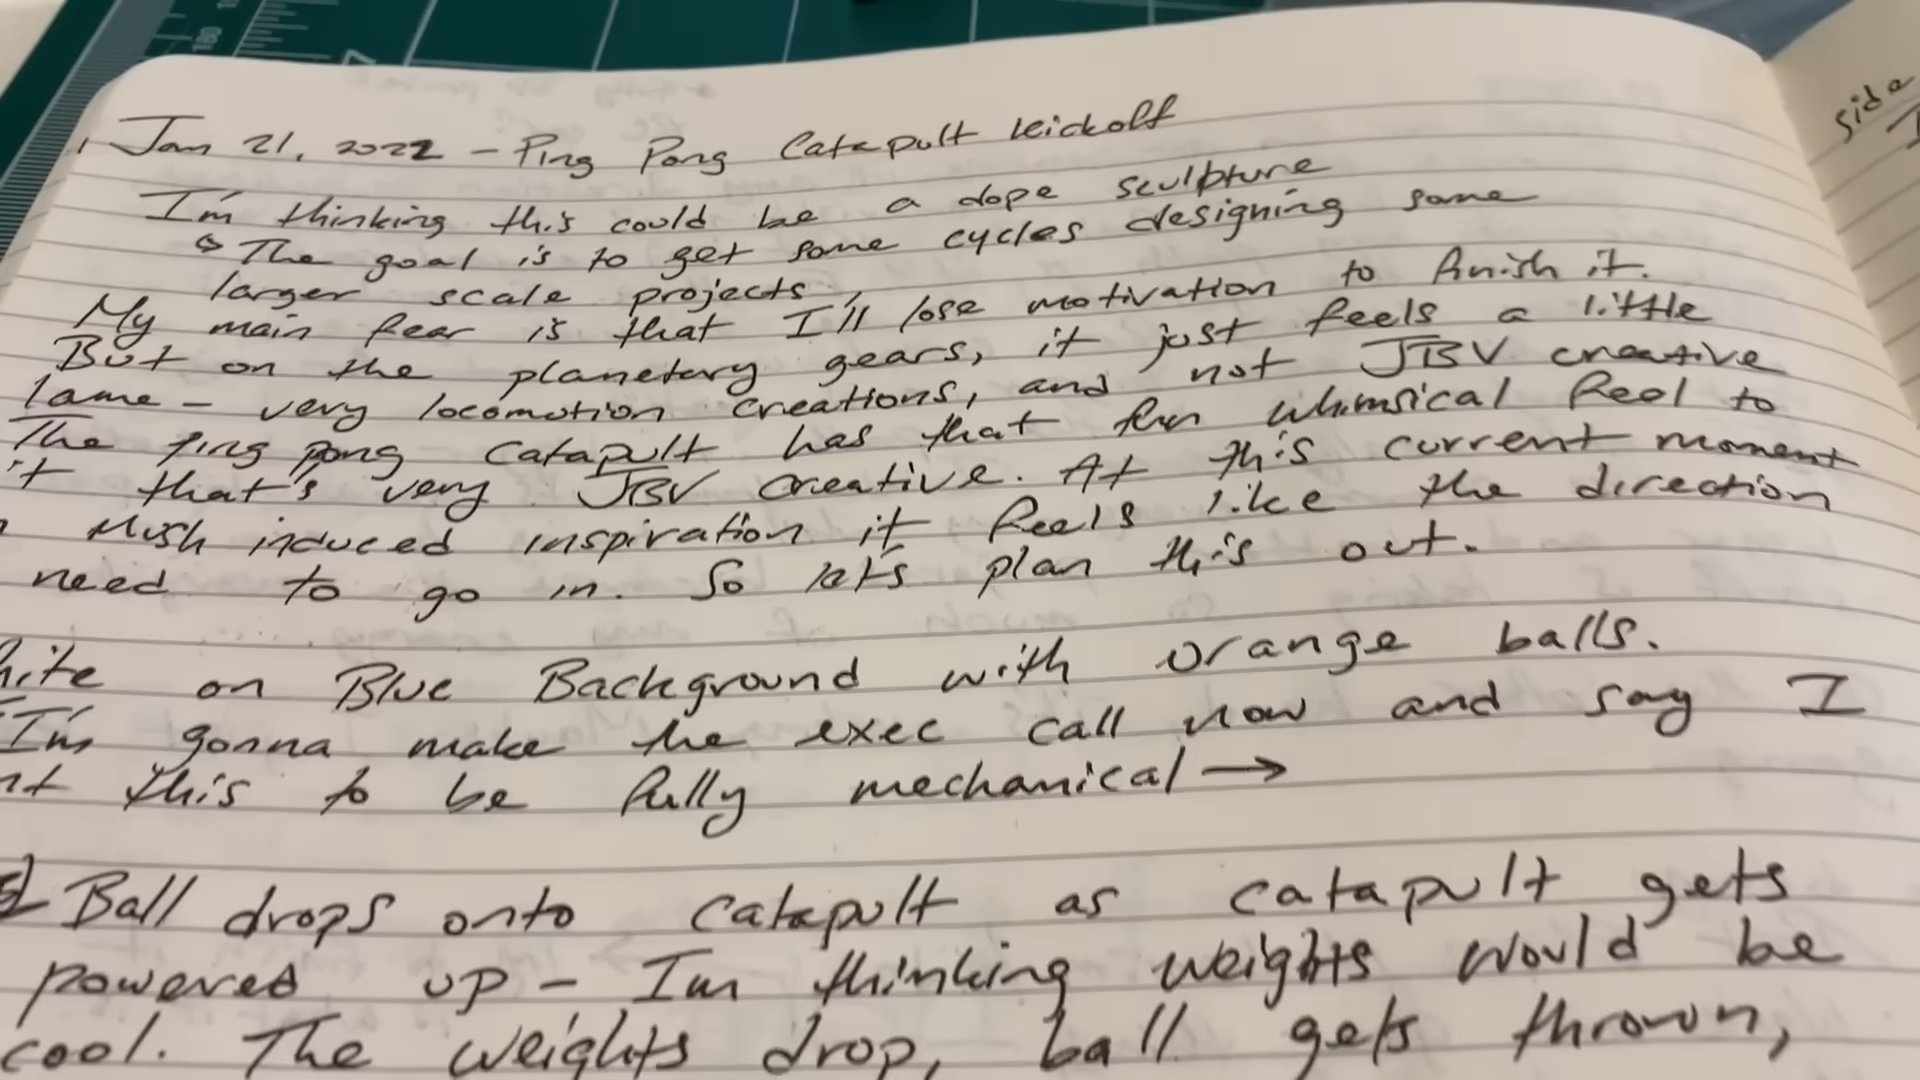 Jan 21, 2022 - Ping Pong Catapult kickoff
I'm thinking this could be a dope sculpture
↳ The goal is to get some cycles designing some
larger scale projects
My main fear is that I'll lose motivation to finish it.
But on the planetary gears, it just feels a little
lame - very locomotion creations, and not JBV creative
The ping pong catapult has that fun whimsical feel to
it that's very JBV creative. At this current moment
Mush induced inspiration it feels like the direction
need to go in. So let's plan this out.
hite on Blue Background with orange balls.
I'm gonna make the exec call now and say I
nt this to be fully mechanical →
Ball drops onto catapult as catapult gets
powered up - Im thinking weights would be
cool. The weights drop, ball gets thrown,
side